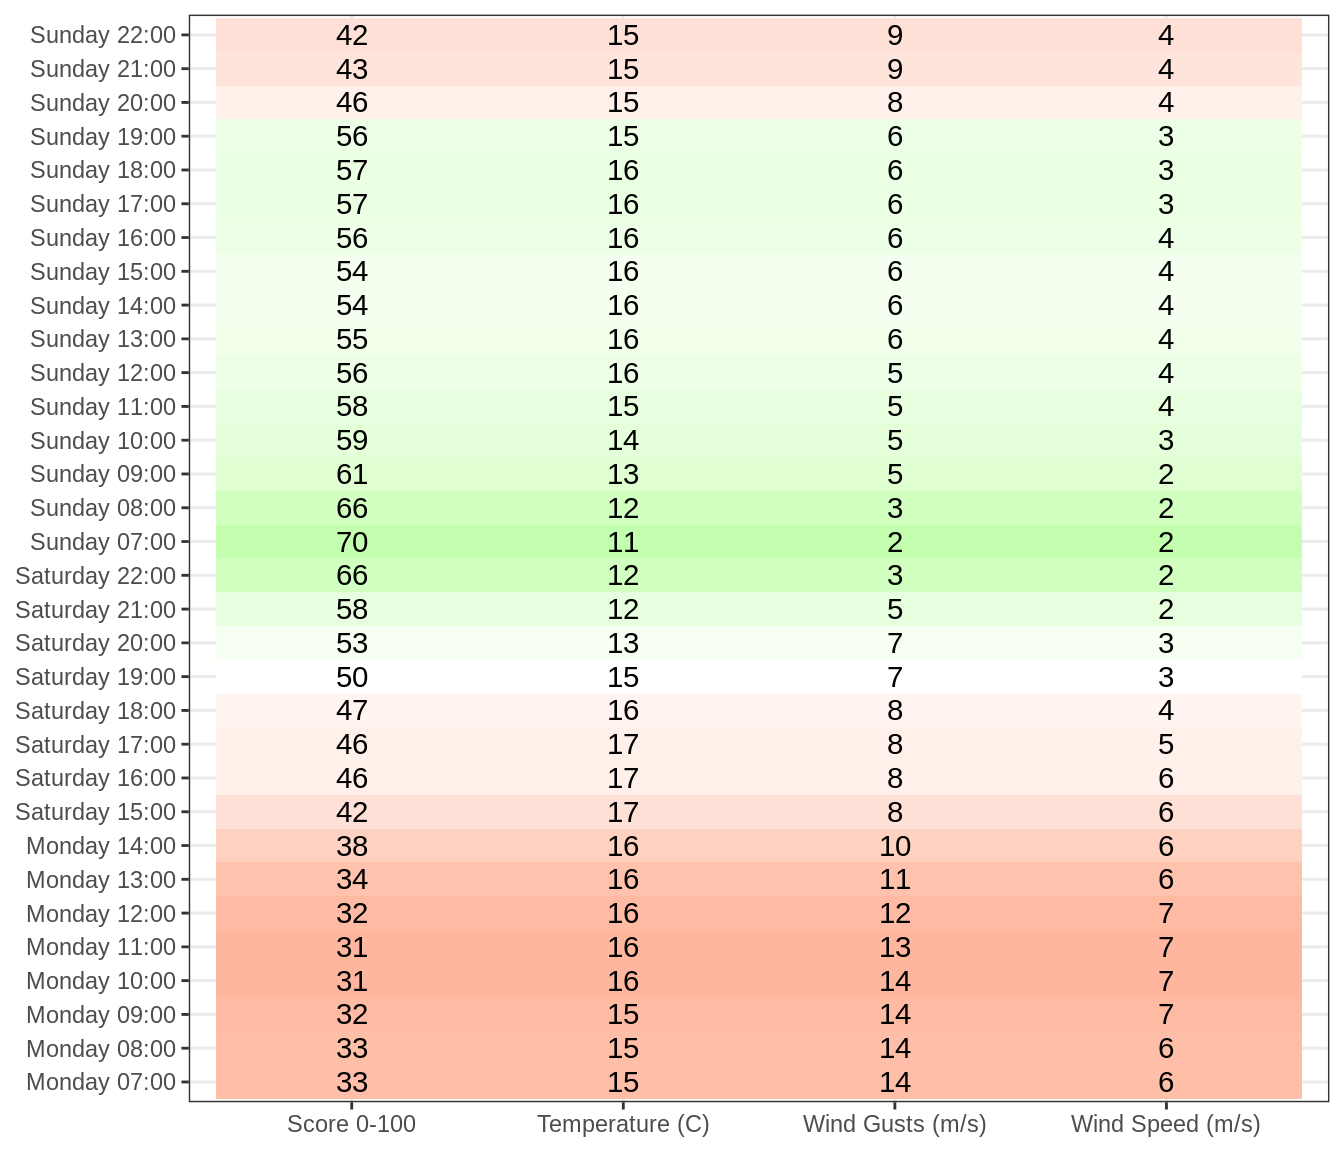 Sunday 22:00 42 15 9 4
Sunday 21:00 43 15 9 4
Sunday 20:00 46 15 8 4
Sunday 19:00 56 15 6 3
Sunday 18:00 57 16 6 3
Sunday 17:00 57 16 6 3
Sunday 16:00 56 16 6 4
Sunday 15:00 54 16 6 4
Sunday 14:00 54 16 6 4
Sunday 13:00 55 16 6 4
Sunday 12:00 56 16 5 4
Sunday 11:00 58 15 5 4
Sunday 10:00 59 14 5 3
Sunday 09:00 61 13 5 2
Sunday 08:00 66 12 3 2
Sunday 07:00 70 11 2 2
Saturday 22:00 66 12 3 2
Saturday 21:00 58 12 5 2
Saturday 20:00 53 13 7 3
Saturday 19:00 50 15 7 3
Saturday 18:00 47 16 8 4
Saturday 17:00 46 17 8 5
Saturday 16:00 46 17 8 6
Saturday 15:00 42 17 8 6
Monday 14:00 38 16 10 6
Monday 13:00 34 16 11 6
Monday 12:00 32 16 12 7
Monday 11:00 31 16 13 7
Monday 10:00 31 16 14 7
Monday 09:00 32 15 14 7
Monday 08:00 33 15 14 6
Monday 07:00 33 15 14 6
Score 0-100 Temperature (C) Wind Gusts (m/s) Wind Speed (m/s)